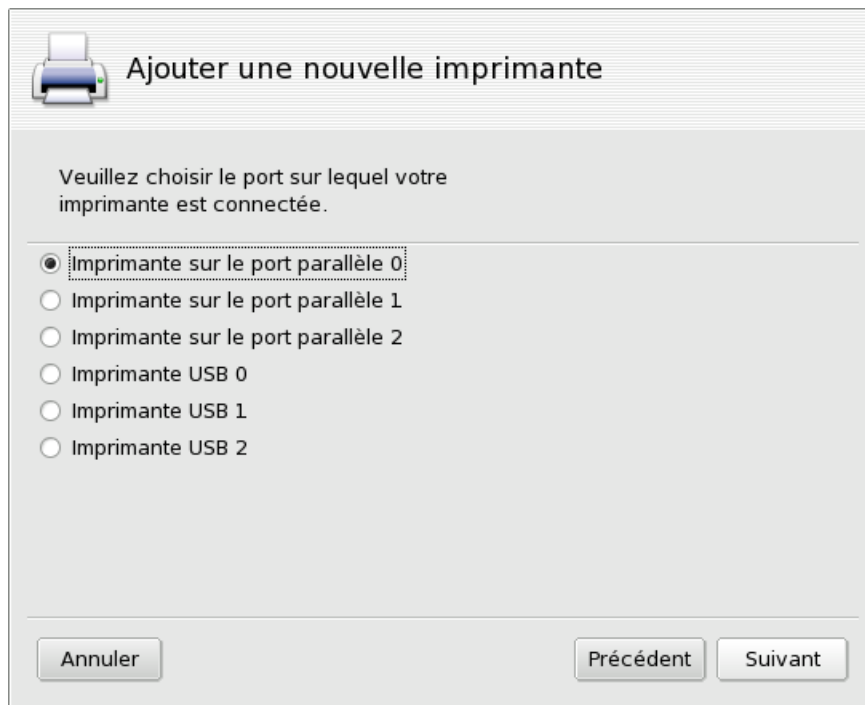 Ajouter une nouvelle imprimante
Veuillez choisir le port sur lequel votre
imprimante est connectée.
Imprimante sur le port parallèle 0
Imprimante sur le port parallèle 1
Imprimante sur le port parallèle 2
Imprimante USB 0
Imprimante USB 1
Imprimante USB 2
Annuler
Précédent
Suivant